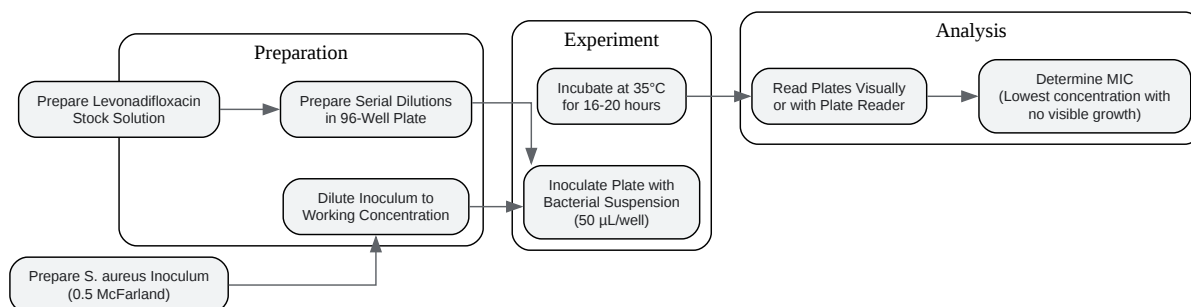 Preparation
Prepare Levonadifloxacin
Stock Solution
Prepare Serial Dilutions
in 96-Well Plate
Dilute Inoculum to
Working Concentration
Prepare S. aureus Inoculum
(0.5 McFarland)
Experiment
Incubate at 35°C
for 16-20 hours
Inoculate Plate with
Bacterial Suspension
(50 µL/well)
Analysis
Read Plates Visually
or with Plate Reader
Determine MIC
(Lowest concentration with
no visible growth)